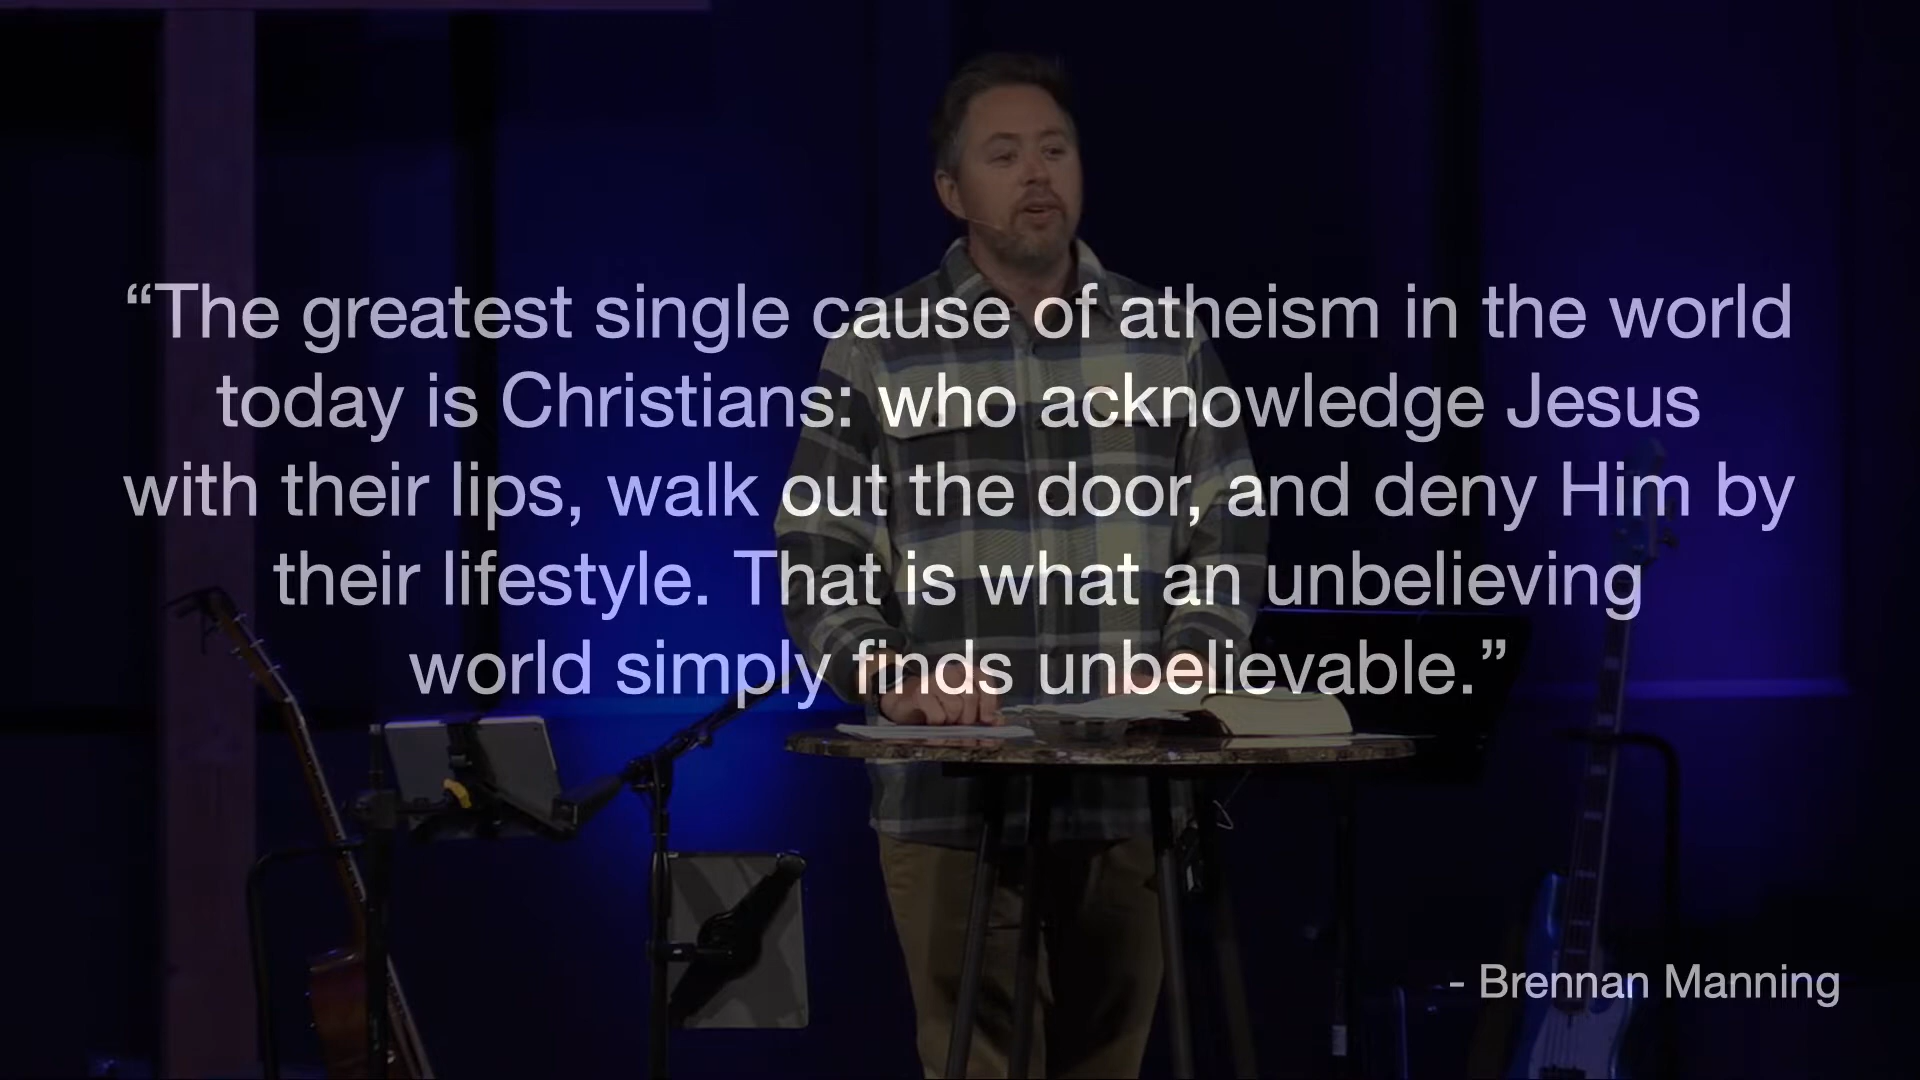 “The greatest single cause of atheism in the world
today is Christians: who acknowledge Jesus
with their lips, walk out the door, and deny Him by
their lifestyle. That is what an unbelieving
world simply finds unbelievable.”
- Brennan Manning